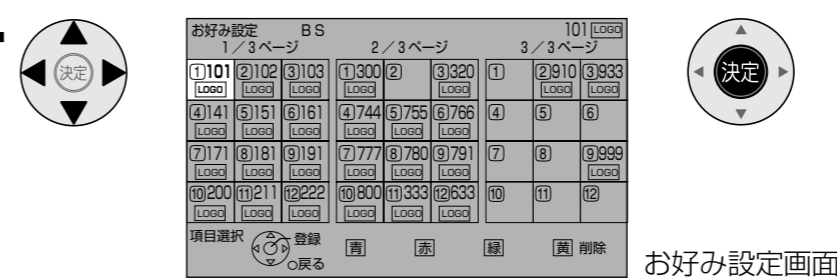 決定
お好み設定 BS 101 LOGO
1/3ページ 2/3ページ 3/3ページ
①101 ②102 ③103 ①300 ② ③320 ① ②910 ③933
LOGO LOGO LOGO LOGO LOGO LOGO LOGO
④141 ⑤151 ⑥161 ④744 ⑤755 ⑥766 ④ ⑤ ⑥
LOGO LOGO LOGO LOGO LOGO LOGO
⑦171 ⑧181 ⑨191 ⑦777 ⑧780 ⑨791 ⑦ ⑧ ⑨999
LOGO LOGO LOGO LOGO LOGO LOGO LOGO
⑩200 ⑪211 ⑫222 ⑩800 ⑪333 ⑫633 ⑩ ⑪ ⑫
LOGO LOGO LOGO LOGO LOGO LOGO
項目選択 登録
○戻る
青 赤 緑 黄 削除
決定
お好み設定画面